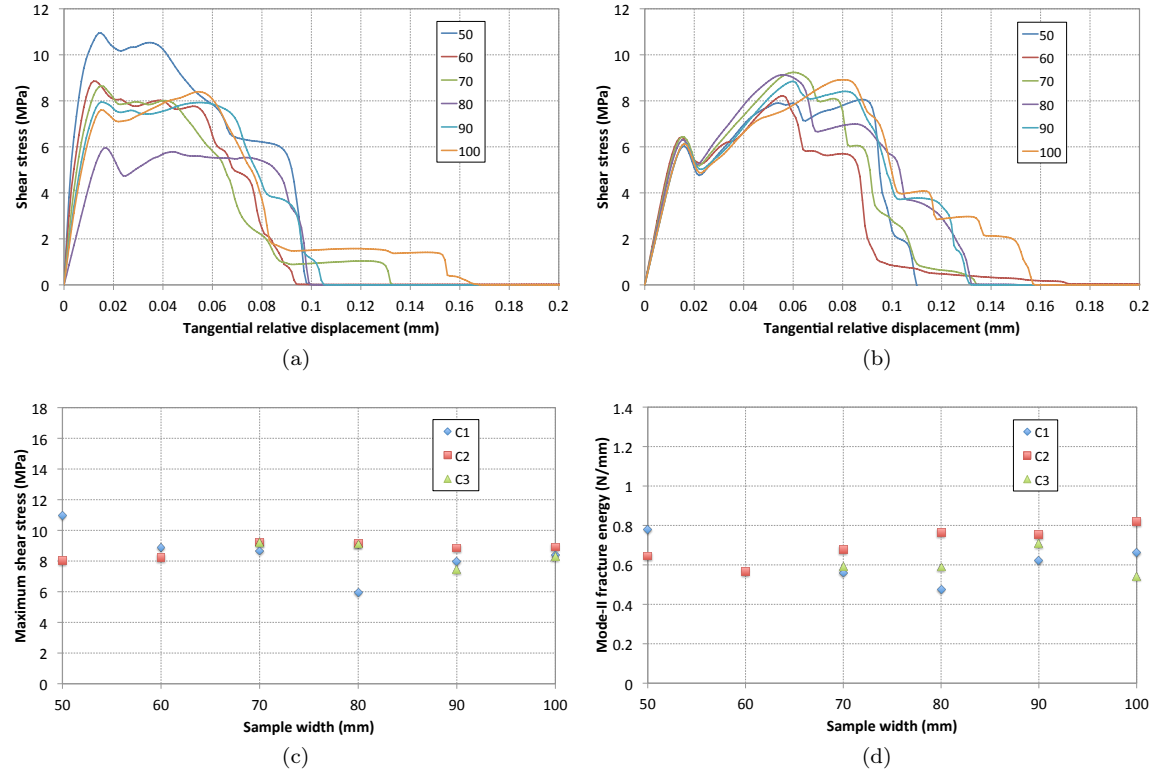 12
10
8
6
4
2
0
Shear stress (MPa)
50
60
70
80
90
100
0 0.02 0.04 0.06 0.08 0.1 0.12 0.14 0.16 0.18 0.2
Tangential relative displacement (mm)
(a)
12
10
8
6
4
2
0
Shear stress (MPa)
50
60
70
80
90
100
0 0.02 0.04 0.06 0.08 0.1 0.12 0.14 0.16 0.18 0.2
Tangential relative displacement (mm)
(b)
18
16
14
12
10
8
6
4
2
0
Maximum shear stress (MPa)
C1
C2
C3
50 60 70 80 90 100
Sample width (mm)
(c)
1.4
1.2
1
0.8
0.6
0.4
0.2
0
Mode-II fracture energy (N/mm)
C1
C2
C3
50 60 70 80 90 100
Sample width (mm)
(d)